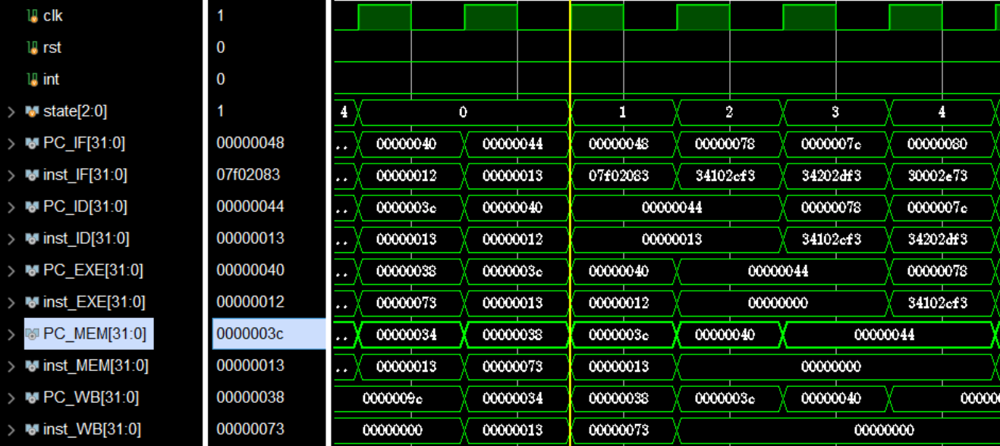 clk 1
rst 0
int 0
state[2:0] 1 4 0 1 2 3 4
PC_IF[31:0] 00000048 .. 00000040 00000044 00000048 00000078 0000007c 00000080
inst_IF[31:0] 07f02083 .. 00000012 00000013 07f02083 34102cf3 34202df3 30002e73
PC_ID[31:0] 00000044 .. 0000003c 00000040 00000044 00000078 0000007c
inst_ID[31:0] 00000013 .. 00000013 00000012 00000013 34102cf3 34202df3
PC_EXE[31:0] 00000040 .. 00000038 0000003c 00000040 00000044 00000078
inst_EXE[31:0] 00000012 .. 00000073 00000013 00000012 00000000 34102cf3
PC_MEM[31:0] 0000003c .. 00000034 00000038 0000003c 00000040 00000044
inst_MEM[31:0] 00000013 .. 00000013 00000073 00000013 00000000
PC_WB[31:0] 00000038 0000009c 00000034 00000038 0000003c 00000040 000000
inst_WB[31:0] 00000073 00000000 00000013 00000073 00000000